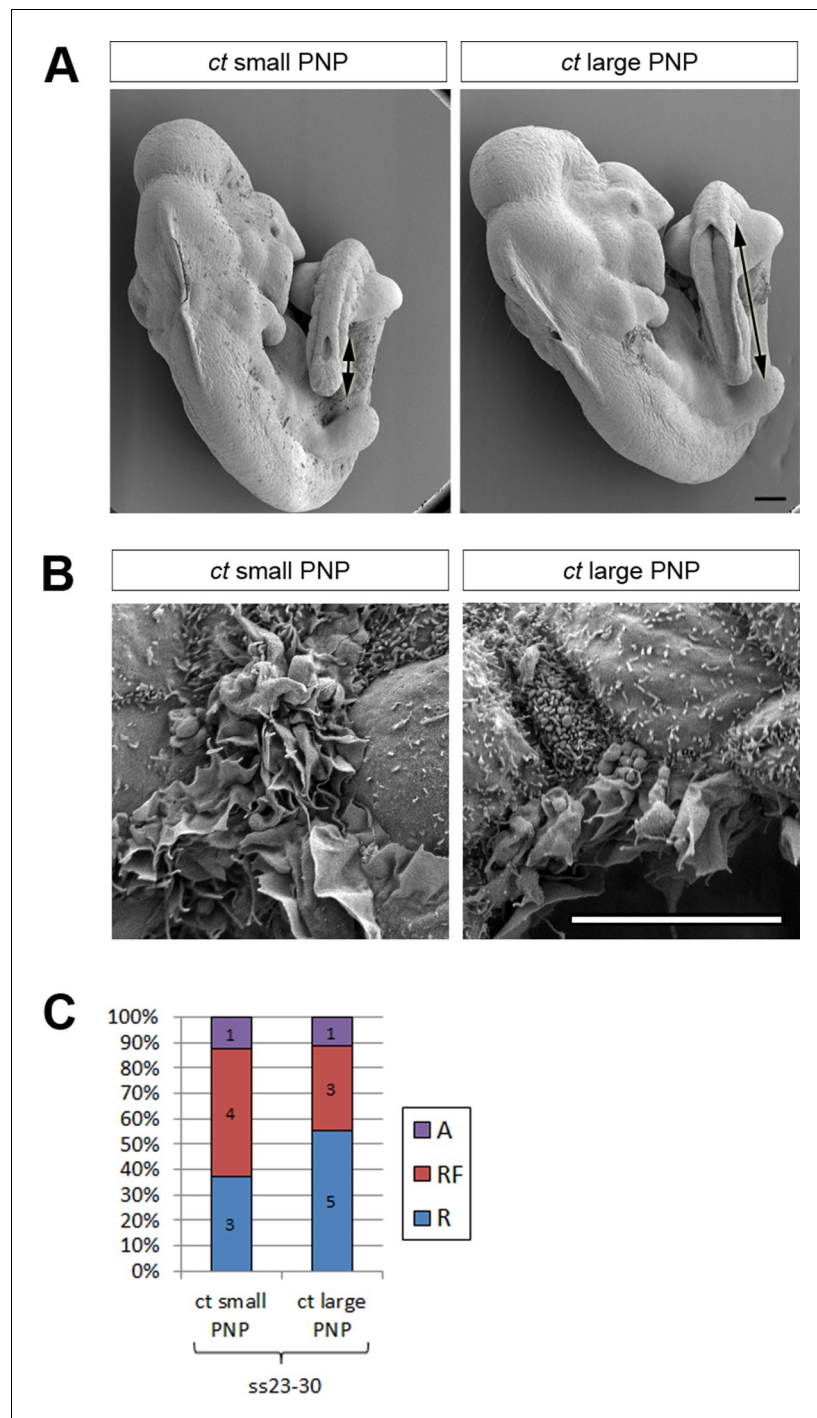 A
ct small PNP
ct large PNP
B
ct small PNP
ct large PNP
C
100%
90%
80%
70%
60%
50%
40%
30%
20%
10%
0%
1
4
3
1
3
5
A
RF
R
ct small
PNP
ct large
PNP
ss23-30